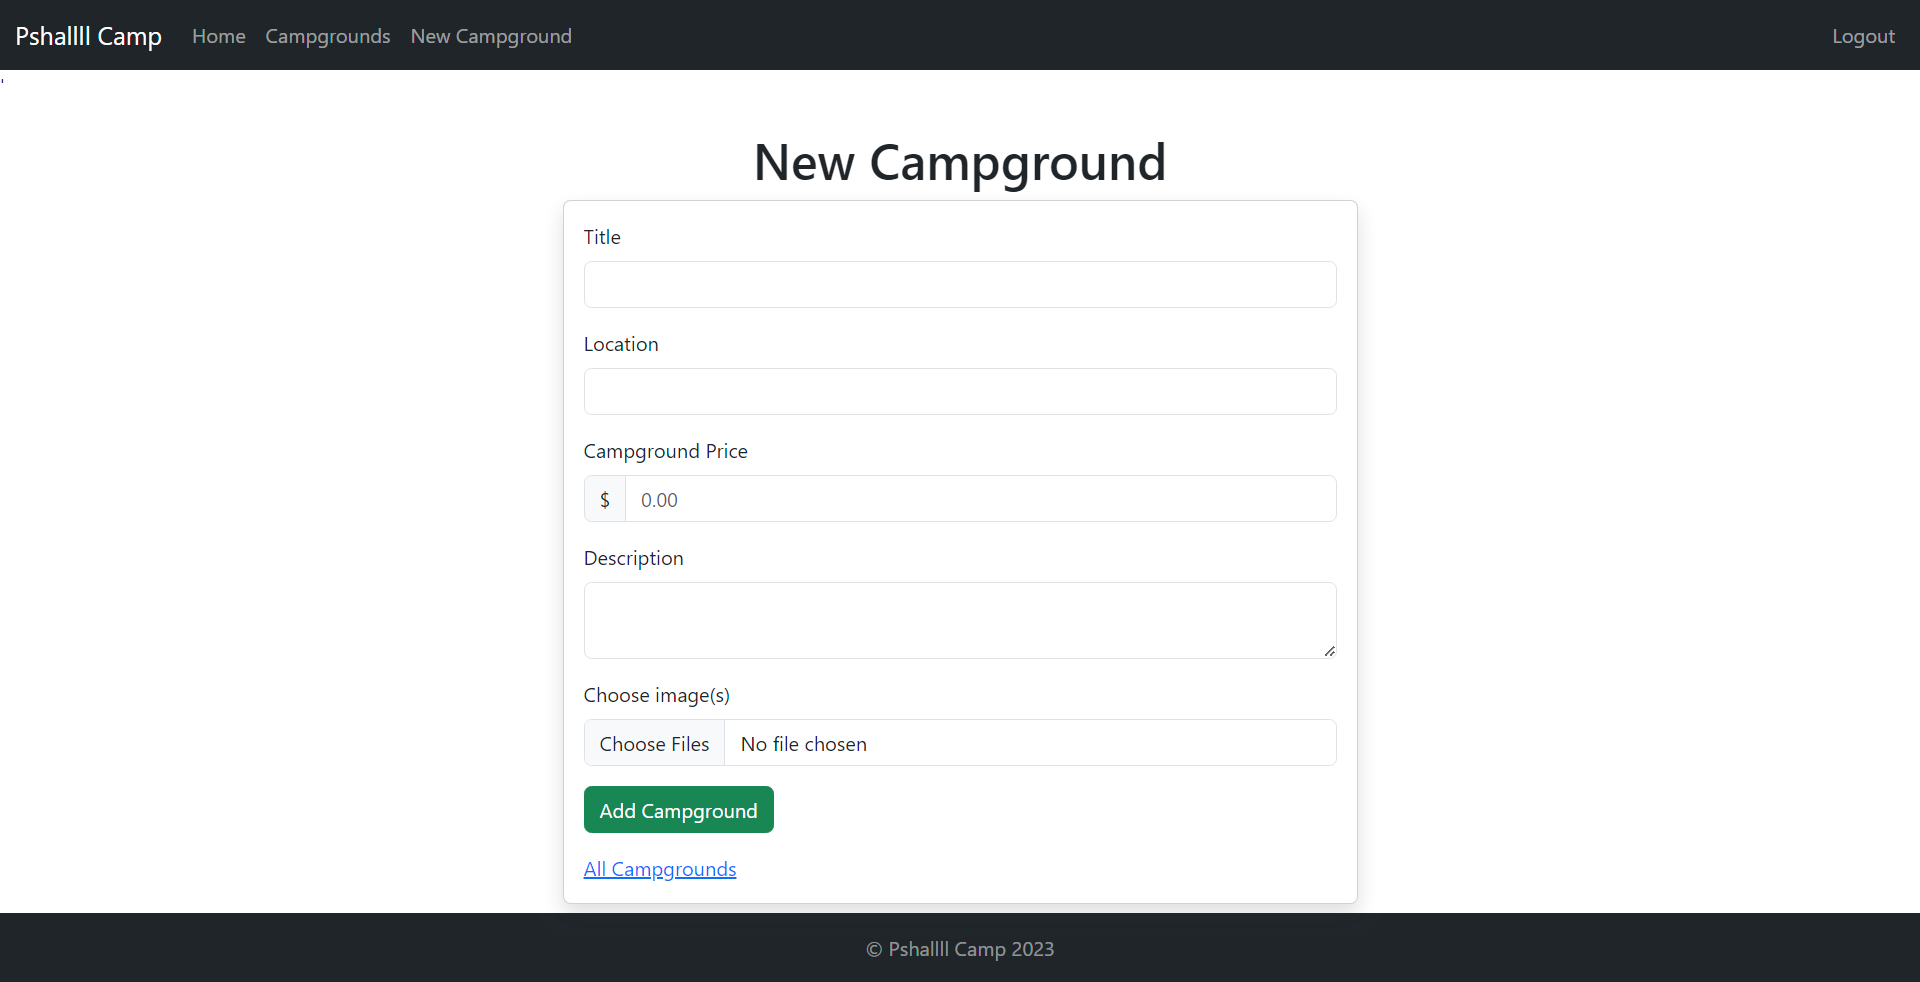 Pshallll Camp Home Campgrounds New Campground Logout
'
New Campground
Title
Location
Campground Price
$ 0.00
Description
Choose image(s)
Choose Files No file chosen
Add Campground
All Campgrounds
© Pshallll Camp 2023